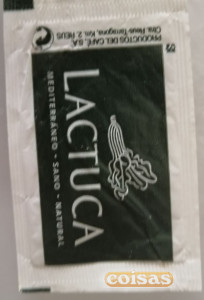 LACTUCA
MEDITERRANEO - SANO - NATURAL
PRODUCTOS DEL CAFE, S.A.
Ctra. Reus-Tarragona, Km. 2 REUS
coisas